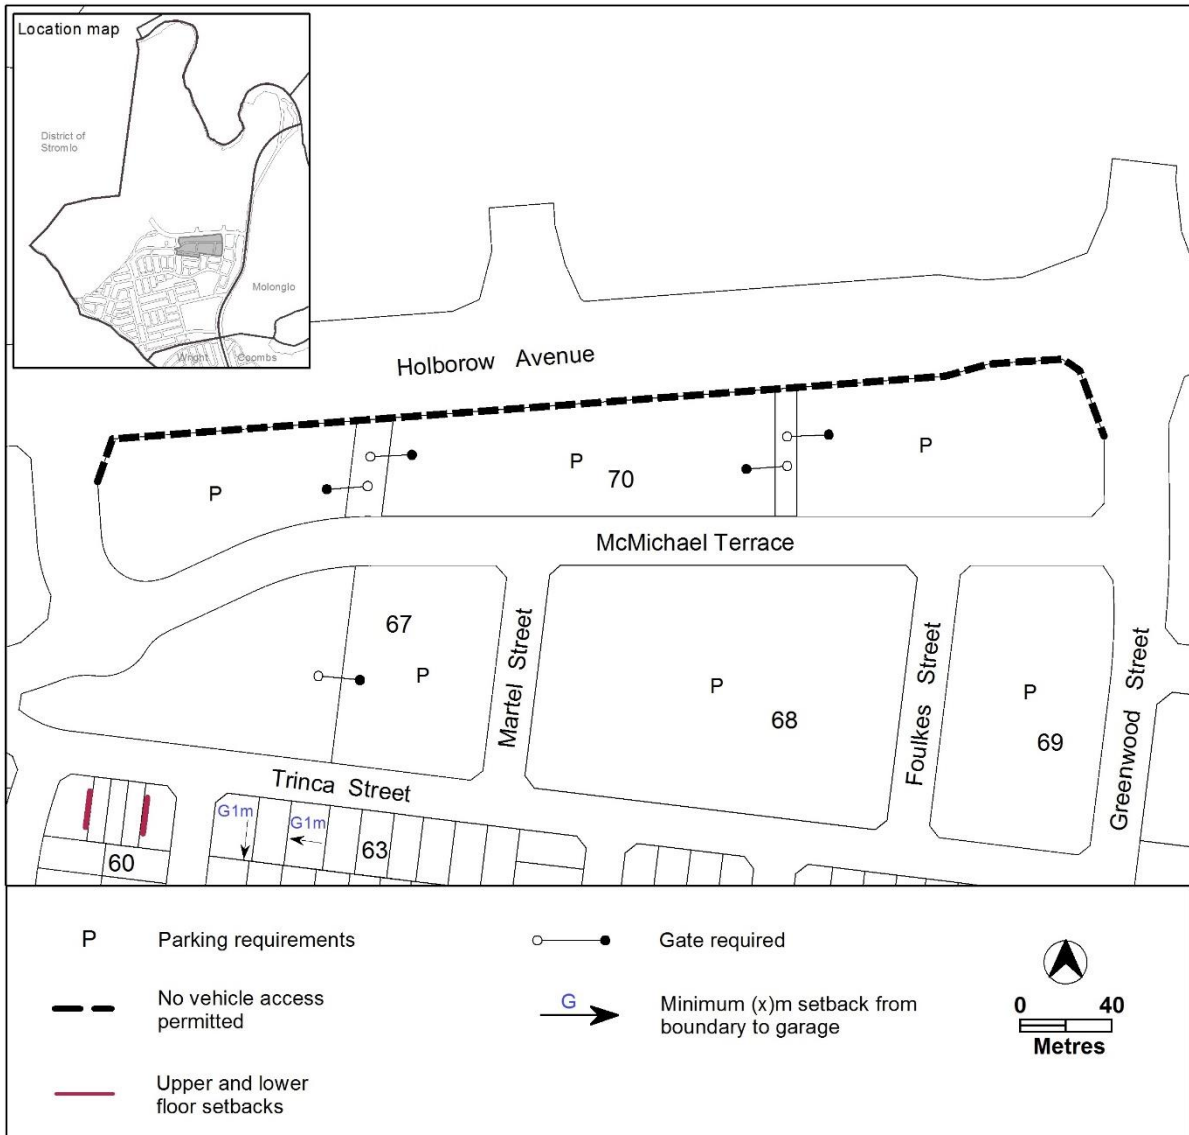 Location map
District of
Stromlo
Molonglo
Wright
Coombs
Holborow Avenue
P
P
P
70
McMichael Terrace
67
P
Martel Street
P
68
Foulkes Street
P
69
Greenwood Street
Trinca Street
G1m
G1m
63
60
P
Parking requirements
Gate required
No vehicle access
permitted
G
Minimum (x)m setback from
boundary to garage
Upper and lower
floor setbacks
0 40
Metres